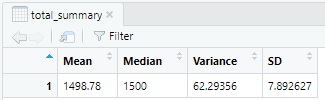 total_summary
Filter
Mean Median Variance SD
1 1498.78 1500 62.29356 7.892627